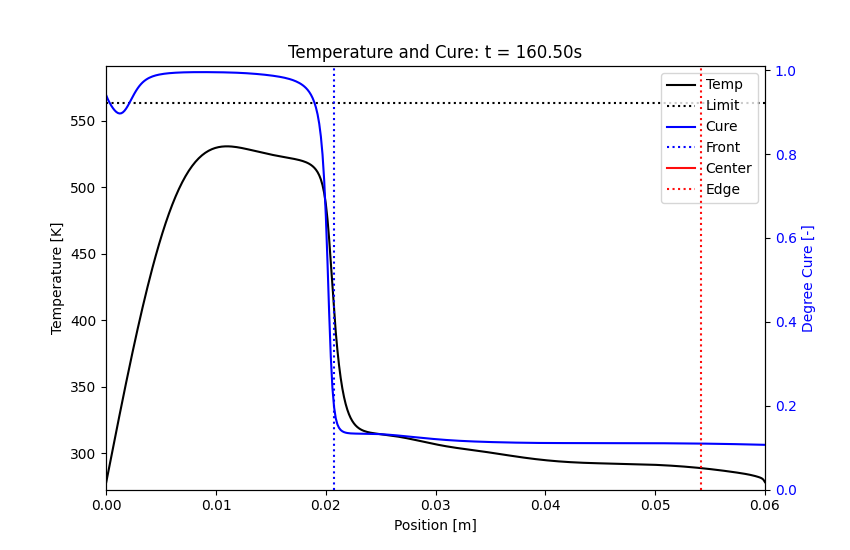 Temperature and Cure: t = 160.50s
Temperature [K]
550
500
450
400
350
300
Temp
Limit
Cure
Front
Center
Edge
1.0
0.8
0.6
0.4
0.2
0.0
Degree Cure [-]
0.00 0.01 0.02 0.03 0.04 0.05 0.06
Position [m]